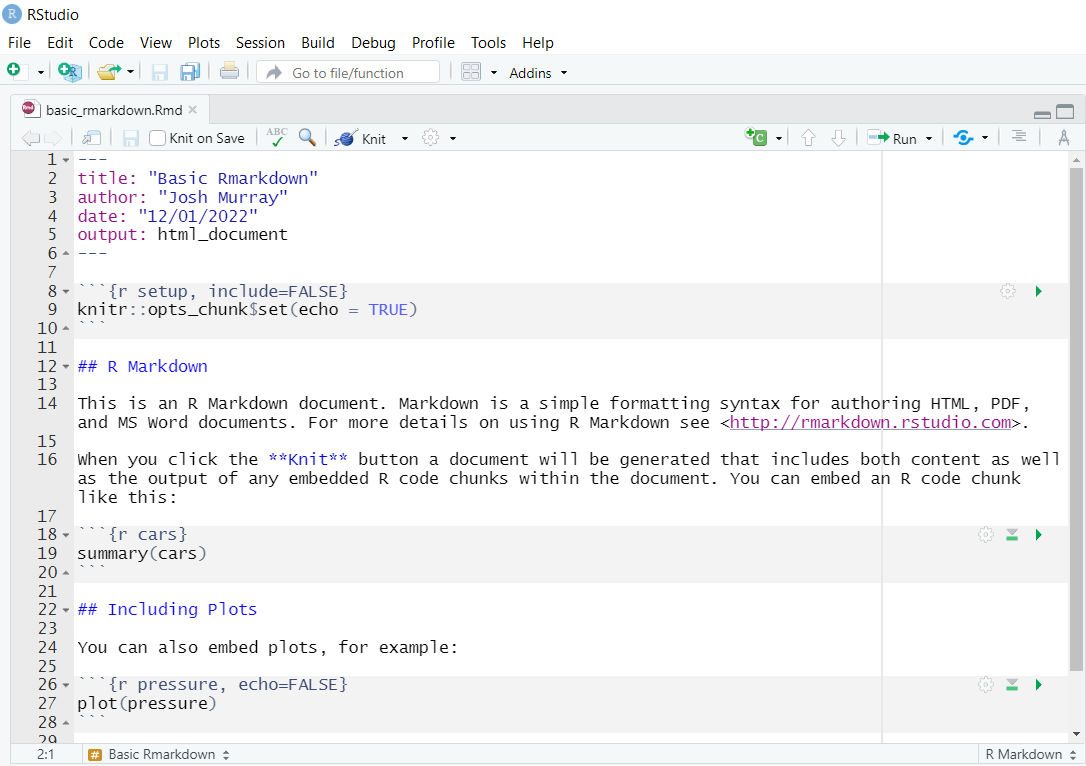 RStudio
File Edit Code View Plots Session Build Debug Profile Tools Help
Go to file/function Addins
basic_rmarkdown.Rmd
Knit on Save ABC Knit Run
1 ---
2 title: "Basic Rmarkdown"
3 author: "Josh Murray"
4 date: "12/01/2022"
5 output: html_document
6 ---
7
8 ```{r setup, include=FALSE}
9 knitr::opts_chunk$set(echo = TRUE)
10 ```
11
12 ## R Markdown
13
14 This is an R Markdown document. Markdown is a simple formatting syntax for authoring HTML, PDF,
and MS Word documents. For more details on using R Markdown see <http://rmarkdown.rstudio.com>.
15
16 When you click the **Knit** button a document will be generated that includes both content as well
as the output of any embedded R code chunks within the document. You can embed an R code chunk
like this:
17
18 ```{r cars}
19 summary(cars)
20 ```
21
22 ## Including Plots
23
24 You can also embed plots, for example:
25
26 ```{r pressure, echo=FALSE}
27 plot(pressure)
28 ```
29
2:1 # Basic Rmarkdown R Markdown